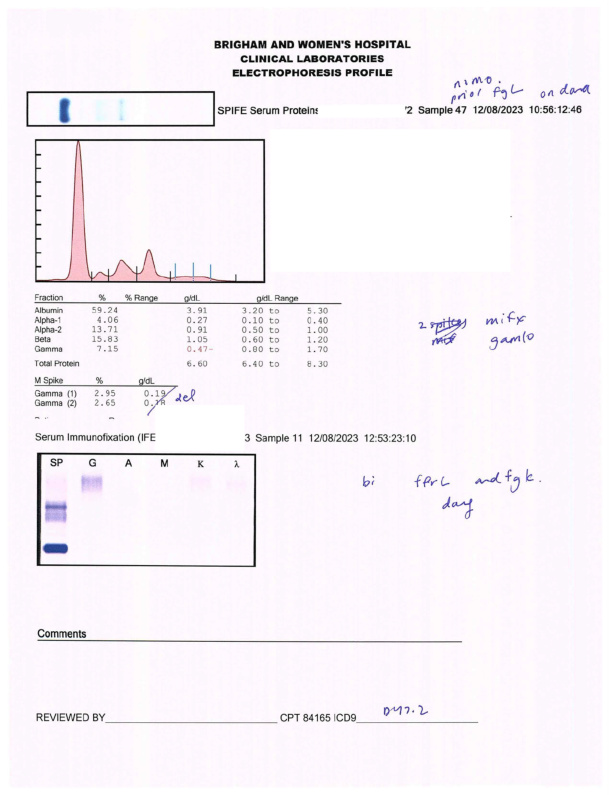 BRIGHAM AND WOMEN'S HOSPITAL
CLINICAL LABORATORIES
ELECTROPHORESIS PROFILE
prior fgL on dara
SPIFE Serum Proteins '2 Sample 47 12/08/2023 10:56:12:46
Fraction % % Range g/dL g/dL Range
Albumin 59.24 3.91 3.20 to 5.30
Alpha-1 4.06 0.27 0.10 to 0.40
Alpha-2 13.71 0.91 0.50 to 1.00
Beta 15.83 1.05 0.60 to 1.20
Gamma 7.15 0.47- 0.80 to 1.70
Total Protein 6.60 6.40 to 8.30
2 spikes mifx
gamlo
M Spike % g/dL
Gamma (1) 2.95 0.19 del
Gamma (2) 2.65 0.18
Serum Immunofixation (IFE 3 Sample 11 12/08/2023 12:53:23:10
SP G A M K λ
bi fprL and fgk.
Comments
REVIEWED BY CPT 84165 ICD9 D47.2